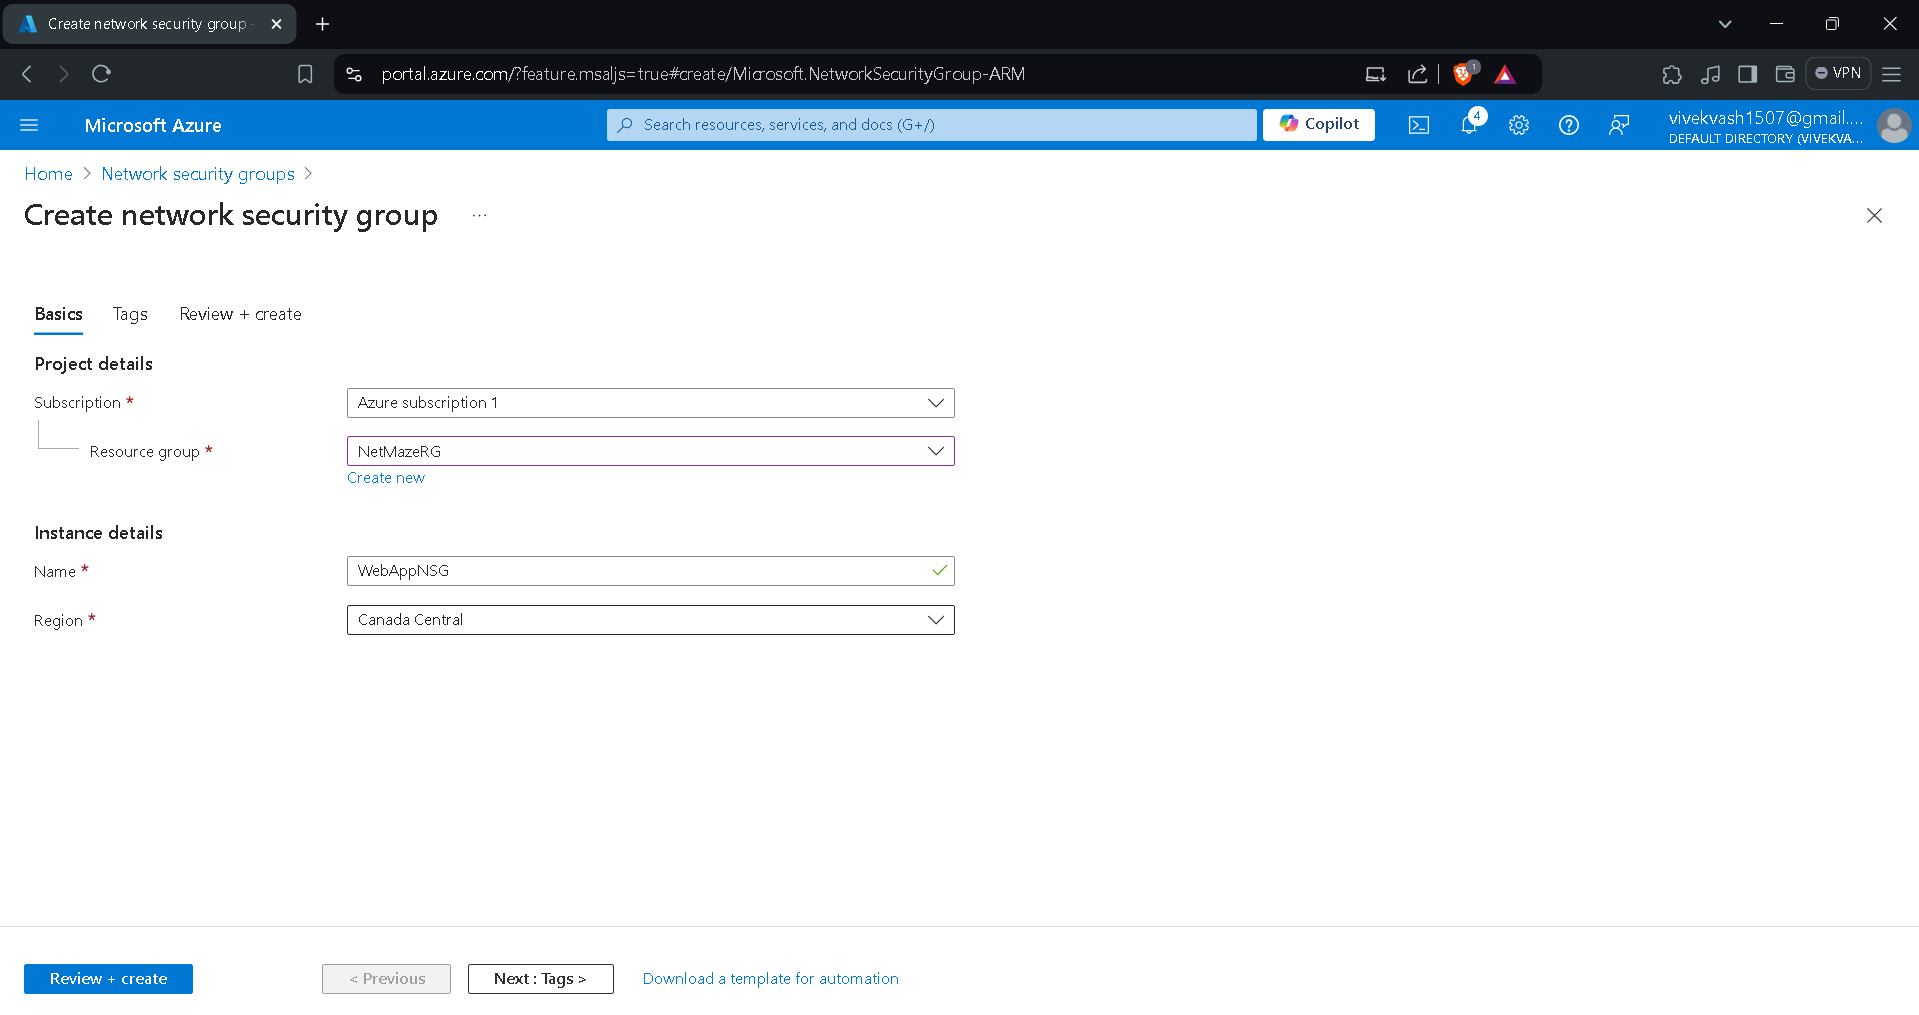 Create network security group -
portal.azure.com/?feature.msaljs=true#create/Microsoft.NetworkSecurityGroup-ARM
1
VPN
Microsoft Azure
Search resources, services, and docs (G+/)
Copilot
4
vivekvash1507@gmail....
DEFAULT DIRECTORY (VIVEKVA...
Home > Network security groups >
Create network security group ...
Basics Tags Review + create
Project details
Subscription *
Azure subscription 1
Resource group *
NetMazeRG
Create new
Instance details
Name *
WebAppNSG
Region *
Canada Central
Review + create
< Previous
Next : Tags >
Download a template for automation